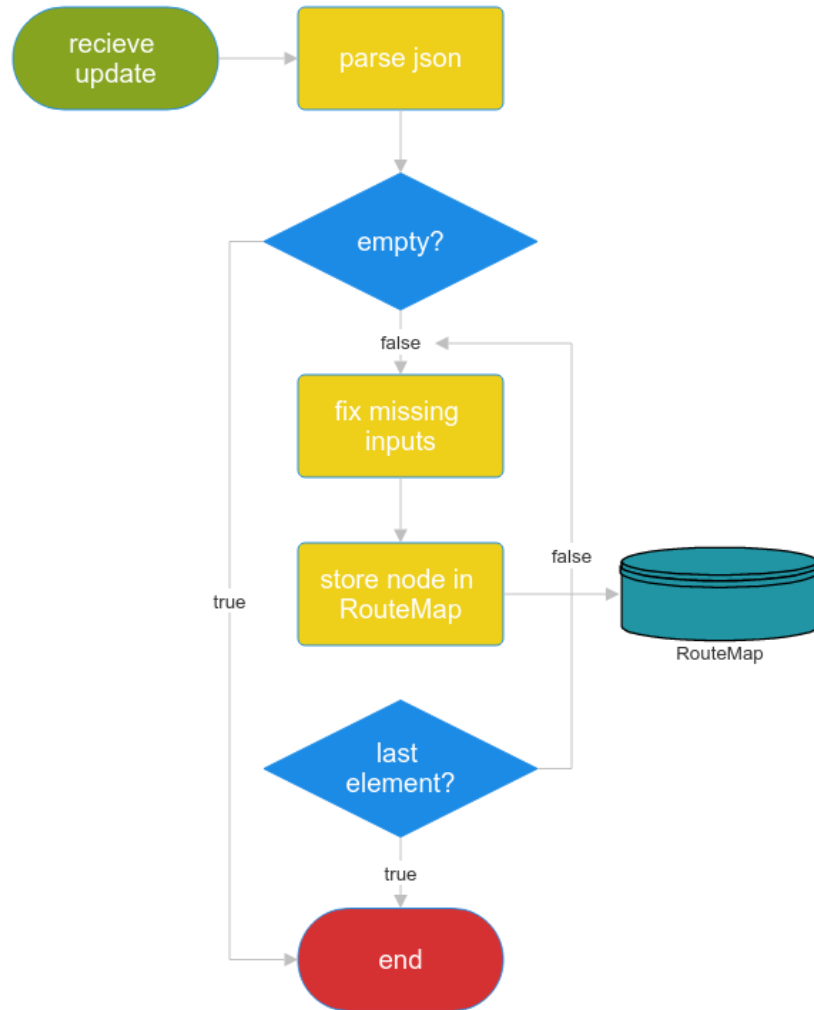 recieve
update
parse json
empty?
false
fix missing
inputs
store node in
RouteMap
false
true
RouteMap
last
element?
true
end